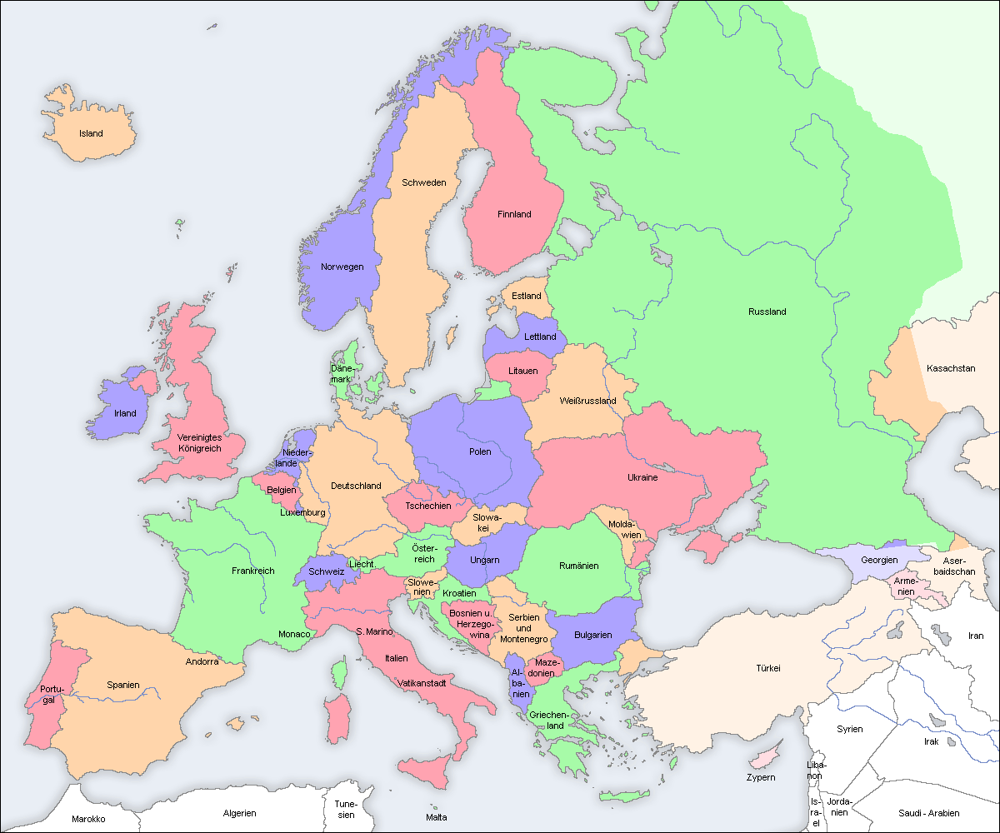 Island
Schweden
Finnland
Norwegen
Estland
Russland
Lettland
Däne-
mark
Litauen
Kasachstan
Weißrussland
Irland
Vereinigtes
Königreich
Nieder-
lande
Polen
Ukraine
Belgien
Deutschland
Tschechien
Luxemburg
Slowa-
kei
Molda-
wien
Öster-
reich
Ungarn
Georgien
Aser-
baidschan
Frankreich
Schweiz
Liecht.
Rumänien
Slowe-
nien
Kroatien
Arme-
nien
Bosnien u.
Herzego-
wina
Serbien
und
Montenegro
Monaco
S. Marino
Bulgarien
Iran
Andorra
Italien
Maze-
donien
Türkei
Al-
ba-
nien
Spanien
Portu-
gal
Vatikanstadt
Griechen-
land
Syrien
Irak
Zypern
Liba-
non
Marokko
Algerien
Tune-
sien
Malta
Is-
ra-
el
Jorda-
nien
Saudi - Arabien